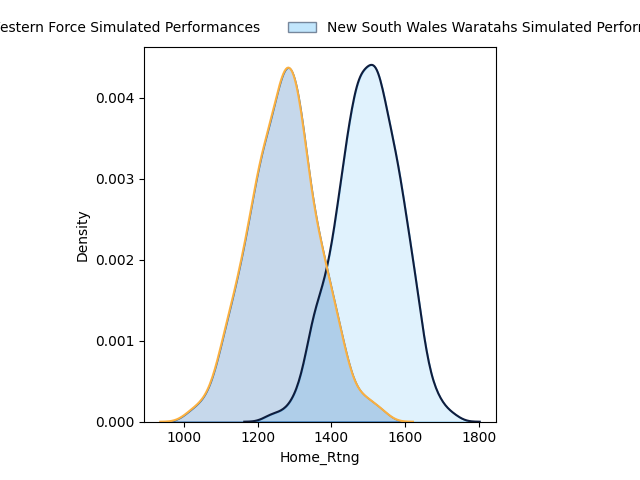 estern Force Simulated Performances
New South Wales Waratahs Simulated Perfor
0.004
0.003
0.002
0.001
0.000
Density
1000 1200 1400 1600 1800
Home_Rtng